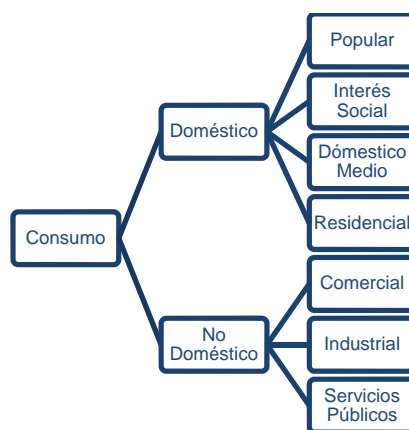 Popular
Interés
Social
Doméstico
Dómestico
Medio
Residencial
Consumo
Comercial
No
Doméstico
Industrial
Servicios
Públicos